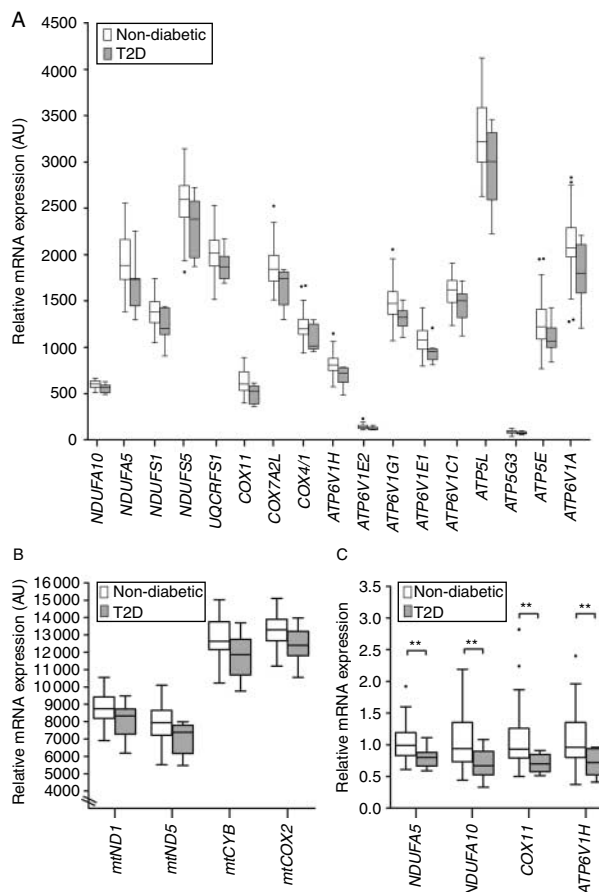 A
Non-diabetic
T2D
Relative mRNA expression (AU)
4500
4000
3500
3000
2500
2000
1500
1000
500
0
NDUFA10
NDUFA5
NDUFS1
NDUFS5
UQCRFS1
COX11
COX7A2L
COX4/1
ATP6V1H
ATP6V1E2
ATP6V1G1
ATP6V1E1
ATP6V1C1
ATP5L
ATP5G3
ATP5E
ATP6V1A
B
Non-diabetic
T2D
Relative mRNA expression (AU)
16 000
15 000
14 000
13 000
12 000
11 000
10 000
9000
8000
7000
6000
5000
4000
mtND1
mtND5
mtCYB
mtCOX2
C
Non-diabetic
T2D
Relative mRNA expression
3.5
3.0
2.5
2.0
1.5
1.0
0.5
0.0
** ** ** **
NDUFA5
NDUFA10
COX11
ATP6V1H